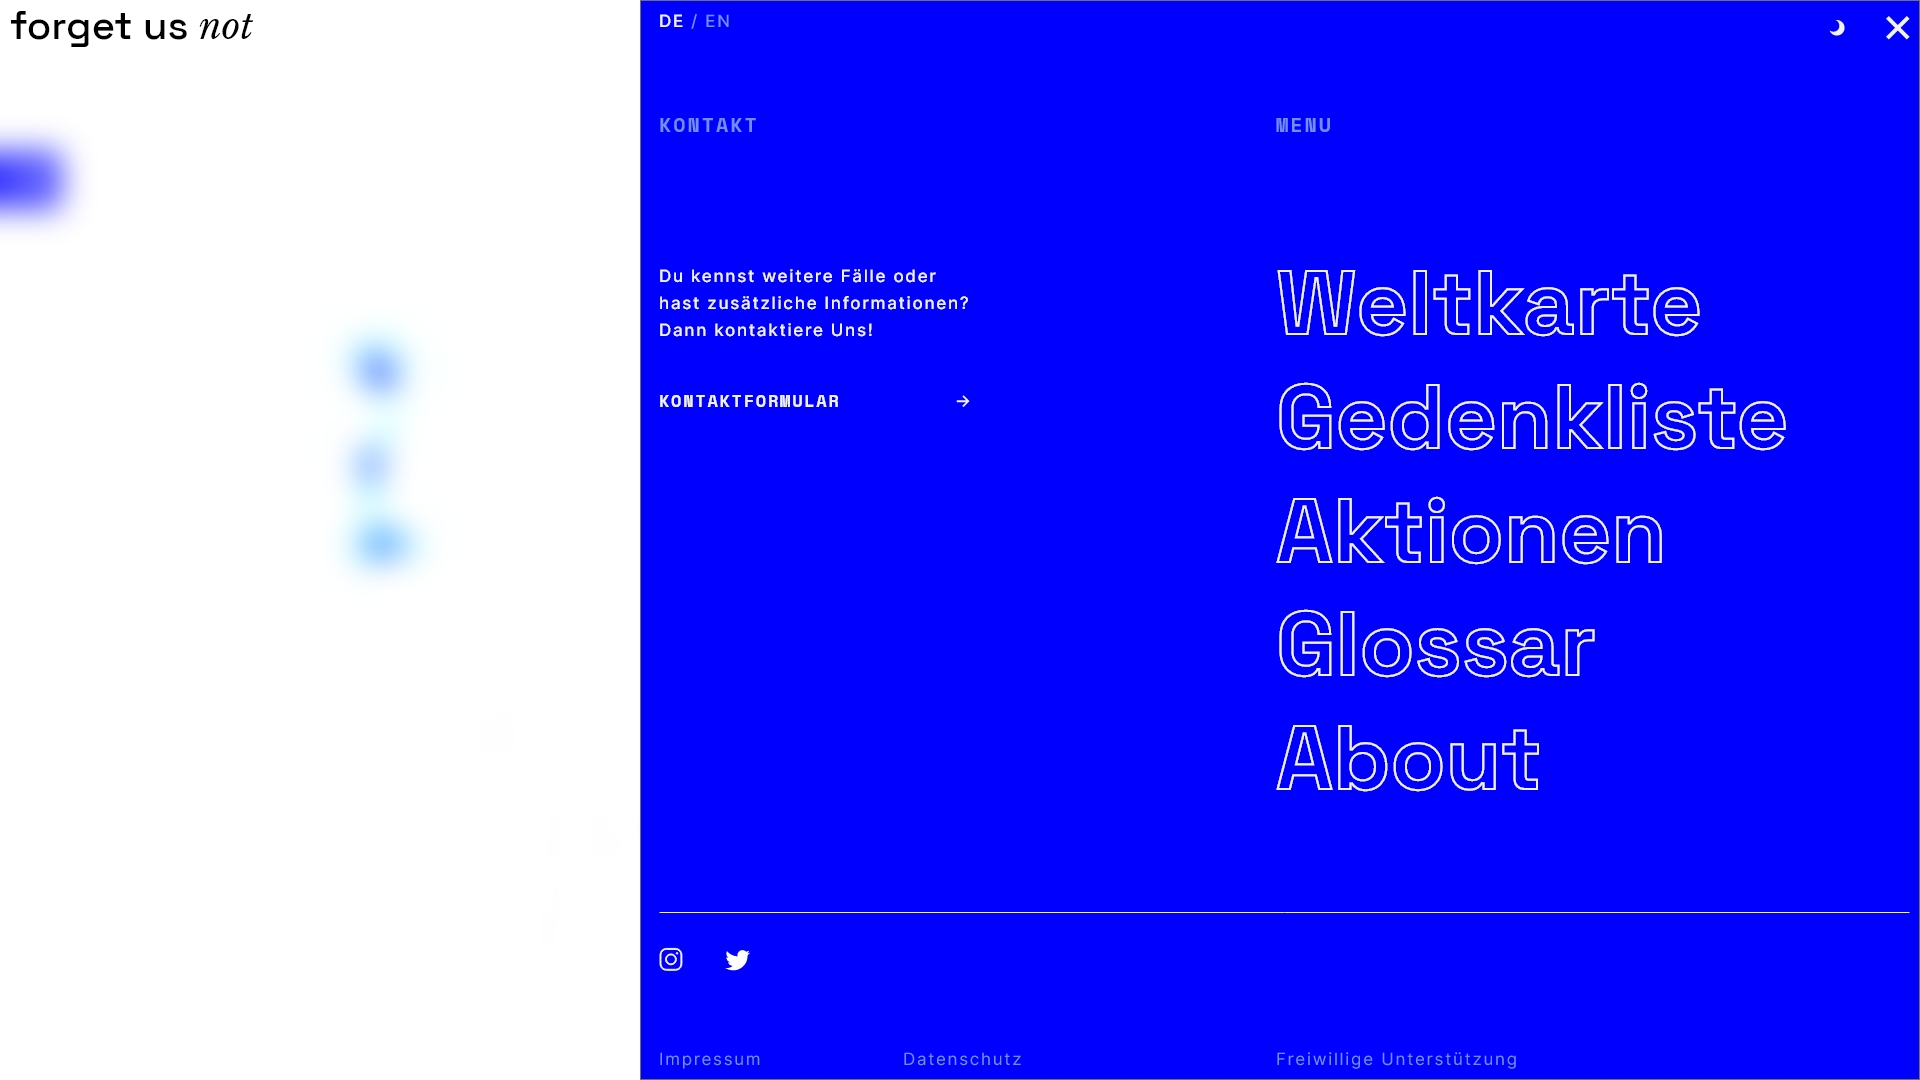 forget us not
DE / EN
KONTAKT
Du kennst weitere Fälle oder
hast zusätzliche Informationen?
Dann kontaktiere Uns!
KONTAKTFORMULAR →
MENU
Weltkarte
Gedenkliste
Aktionen
Glossar
About
Impressum
Datenschutz
Freiwillige Unterstützung